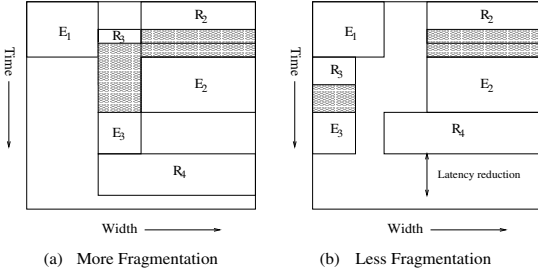 E1
R2
R3
E2
E3
R4
Time
Width
(a) More Fragmentation
E1
R2
R3
E2
E3
R4
Latency reduction
Time
Width
(b) Less Fragmentation